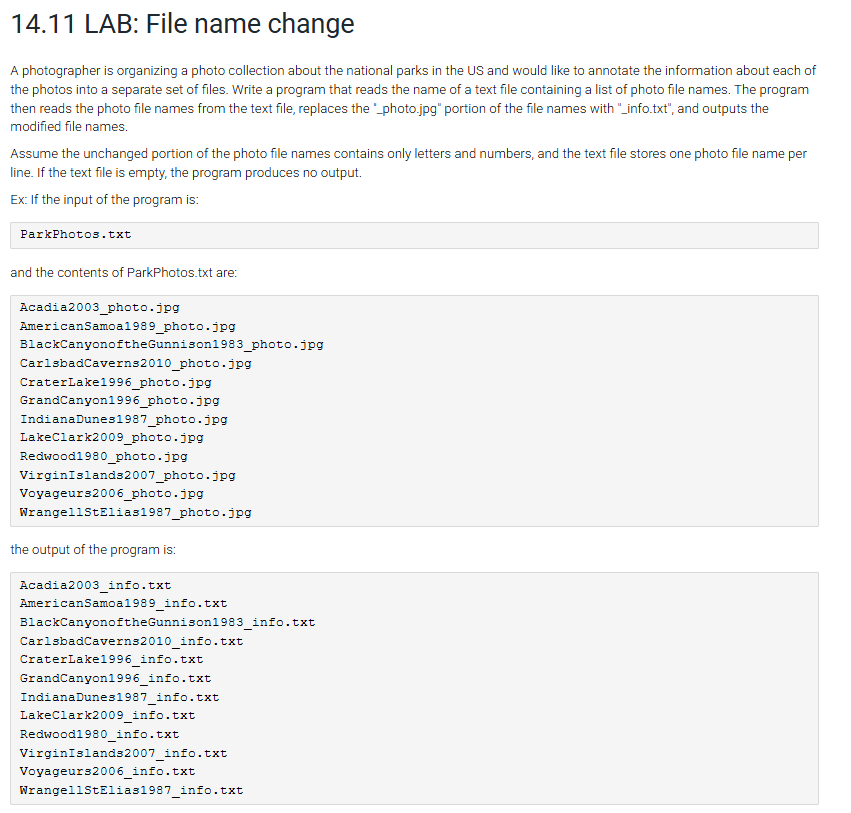 14.11 LAB: File name change
A photographer is organizing a photo collection about the national parks in the US and would like to annotate the information about each of
the photos into a separate set of files. Write a program that reads the name of a text file containing a list of photo file names. The program
then reads the photo file names from the text file, replaces the "_photo.jpg" portion of the file names with "_info.txt", and outputs the
modified file names.
Assume the unchanged portion of the photo file names contains only letters and numbers, and the text file stores one photo file name per
line. If the text file is empty, the program produces no output.
Ex: If the input of the program is:
ParkPhotos.txt
and the contents of ParkPhotos.txt are:
Acadia2003_photo.jpg
AmericanSamoa1989_photo.jpg
BlackCanyonoftheGunnison1983_photo.jpg
CarlsbadCaverns2010_photo.jpg
CraterLake1996_photo.jpg
GrandCanyon1996_photo.jpg
IndianaDunes1987_photo.jpg
LakeClark2009_photo.jpg
Redwood1980_photo.jpg
VirginIslands2007_photo.jpg
Voyageurs2006_photo.jpg
WrangellStElias1987_photo.jpg
the output of the program is:
Acadia2003_info.txt
AmericanSamoa1989_info.txt
BlackCanyonoftheGunnison1983_info.txt
CarlsbadCaverns2010_info.txt
CraterLake1996_info.txt
GrandCanyon1996_info.txt
IndianaDunes1987_info.txt
LakeClark2009_info.txt
Redwood1980_info.txt
VirginIslands2007_info.txt
Voyageurs2006_info.txt
WrangellStElias1987_info.txt